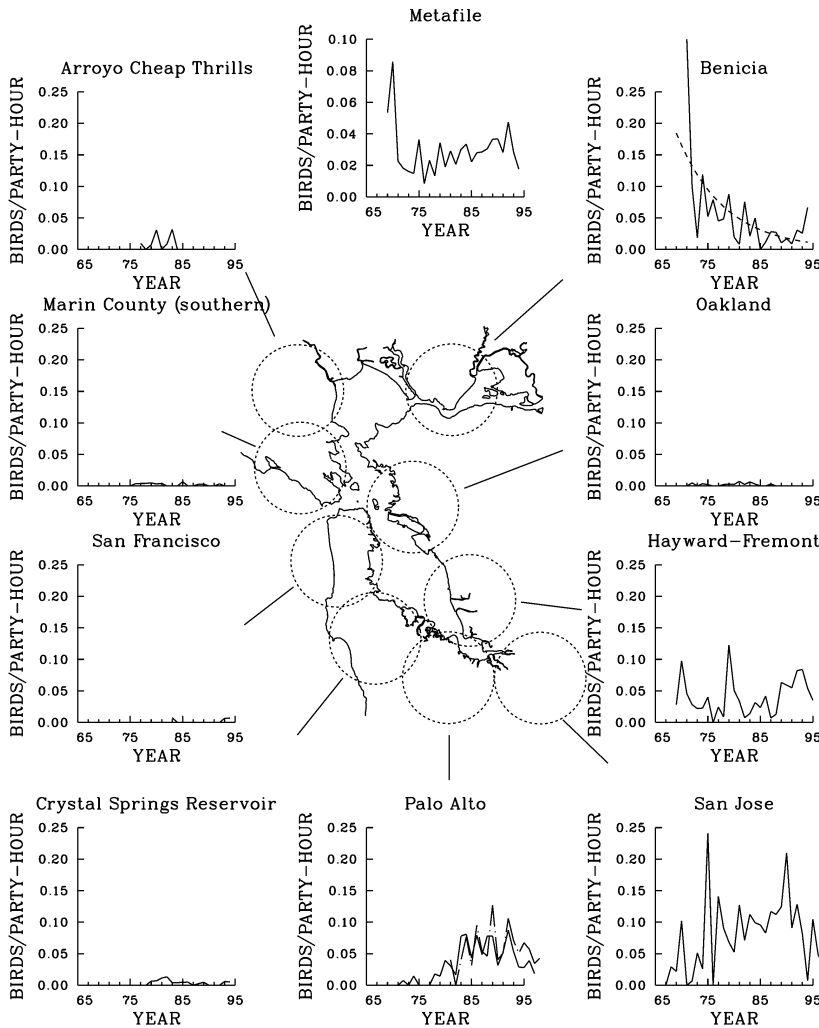 Metafile
BIRDS/PARTY-HOUR
0.10
0.08
0.06
0.04
0.02
0.00
65 75 85 95
YEAR
Arroyo Cheap Thrills
BIRDS/PARTY-HOUR
0.25
0.20
0.15
0.10
0.05
0.00
65 75 85 95
YEAR
Benicia
BIRDS/PARTY-HOUR
0.25
0.20
0.15
0.10
0.05
0.00
65 75 85 95
YEAR
Marin County (southern)
BIRDS/PARTY-HOUR
0.25
0.20
0.15
0.10
0.05
0.00
65 75 85 95
YEAR
Oakland
BIRDS/PARTY-HOUR
0.25
0.20
0.15
0.10
0.05
0.00
65 75 85 95
YEAR
San Francisco
BIRDS/PARTY-HOUR
0.25
0.20
0.15
0.10
0.05
0.00
65 75 85 95
YEAR
Hayward-Fremont
BIRDS/PARTY-HOUR
0.25
0.20
0.15
0.10
0.05
0.00
65 75 85 95
YEAR
Crystal Springs Reservoir
BIRDS/PARTY-HOUR
0.25
0.20
0.15
0.10
0.05
0.00
65 75 85 95
YEAR
Palo Alto
BIRDS/PARTY-HOUR
0.25
0.20
0.15
0.10
0.05
0.00
65 75 85 95
YEAR
San Jose
BIRDS/PARTY-HOUR
0.25
0.20
0.15
0.10
0.05
0.00
65 75 85 95
YEAR